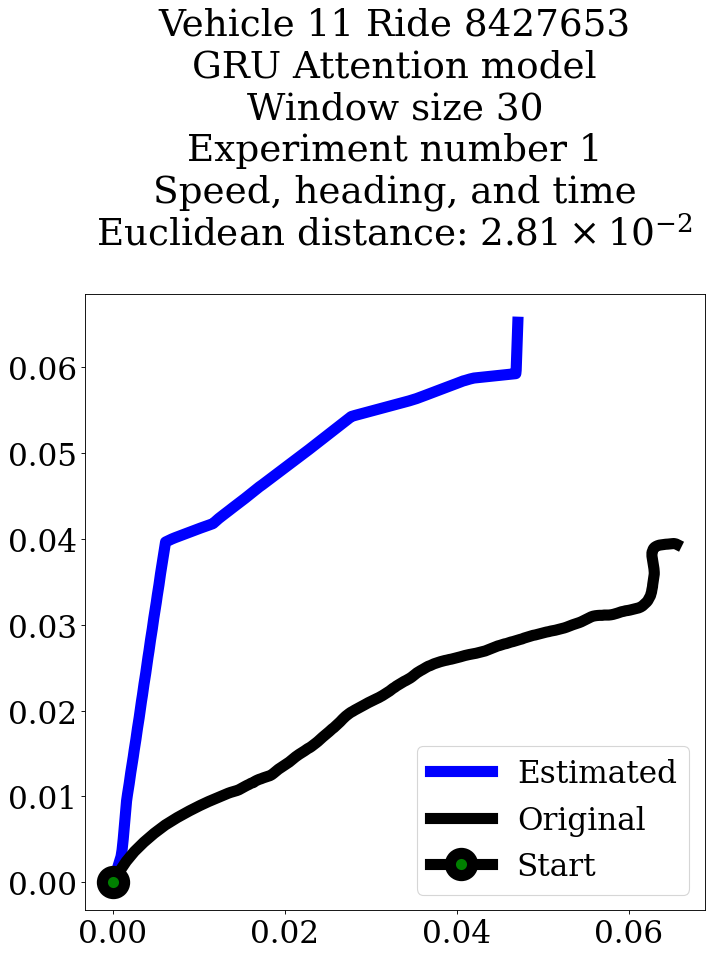 Vehicle 11 Ride 8427653
GRU Attention model
Window size 30
Experiment number 1
Speed, heading, and time
Euclidean distance: 2.81 × 10⁻²
0.06
0.05
0.04
0.03
0.02
0.01
0.00
Estimated
Original
Start
0.00 0.02 0.04 0.06